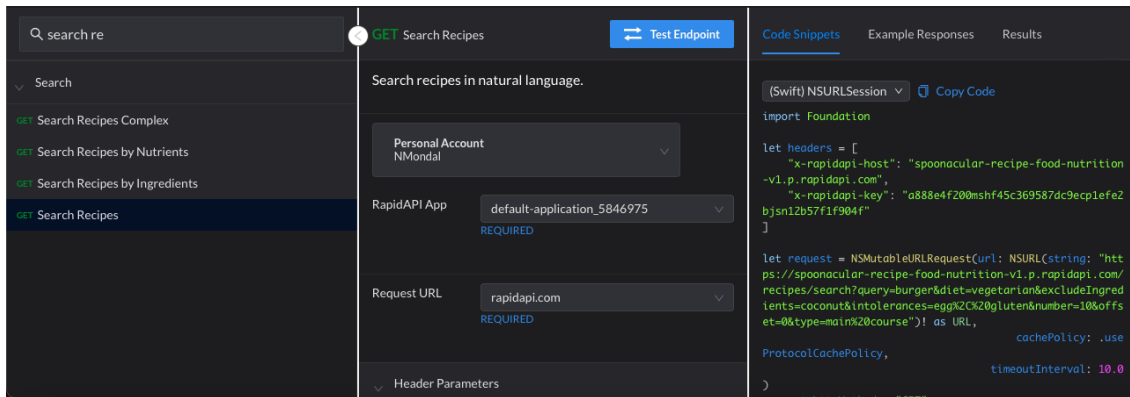 search re
Search
GET Search Recipes Complex
GET Search Recipes by Nutrients
GET Search Recipes by Ingredients
GET Search Recipes
GET Search Recipes
Test Endpoint
Search recipes in natural language.
Personal Account
NMondal
RapidAPI App
default-application_5846975
REQUIRED
Request URL
rapidapi.com
REQUIRED
Header Parameters
Code Snippets Example Responses Results
(Swift) NSURLSession Copy Code
import Foundation
let headers = [
"x-rapidapi-host": "spoonacular-recipe-food-nutrition
-v1.p.rapidapi.com",
"x-rapidapi-key": "a888e4f200mshf45c369587dc9ecp1efe2
bjsn12b57f1f904f"
]
let request = NSMutableURLRequest(url: NSURL(string: "htt
ps://spoonacular-recipe-food-nutrition-v1.p.rapidapi.com/
recipes/search?query=burger&diet=vegetarian&excludeIngred
ients=coconut&intolerances=egg%2C%20gluten&number=10&offs
et=0&type=main%20course")! as URL,
cachePolicy: .use
ProtocolCachePolicy,
timeoutInterval: 10.0
)